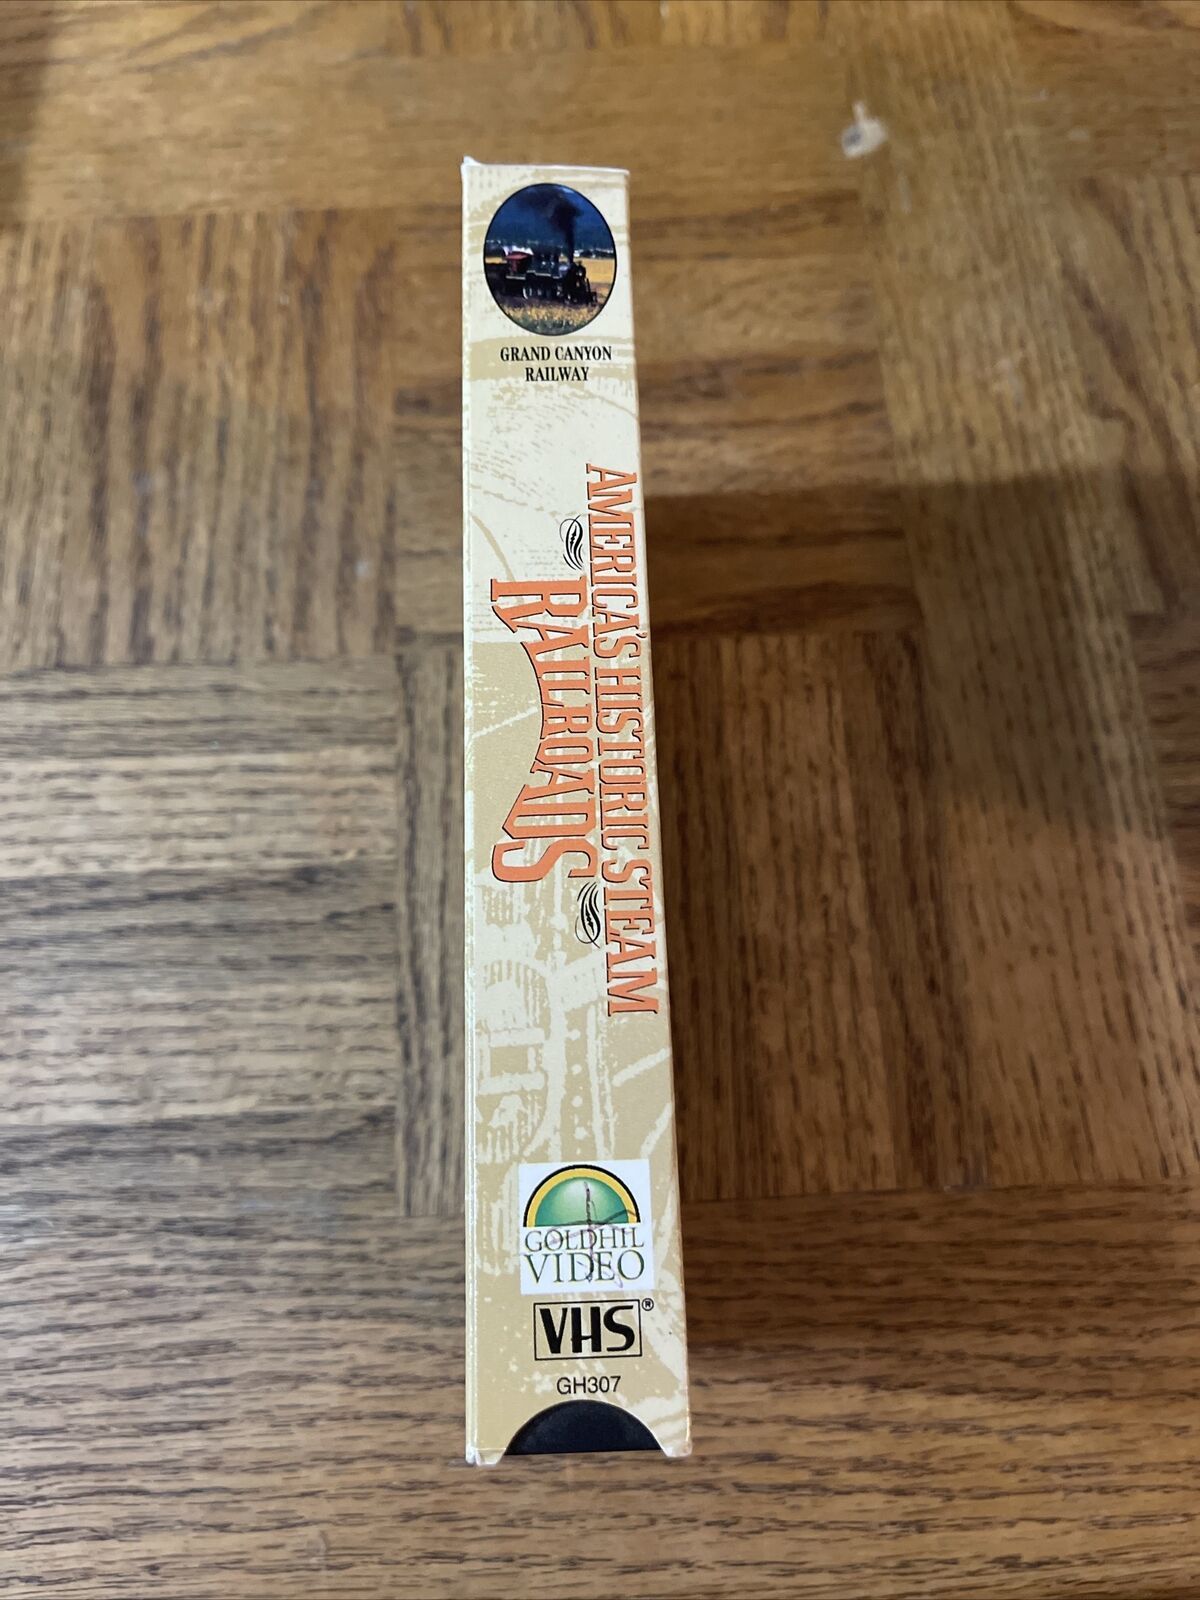 GRAND CANYON
RAILWAY
AMERICA'S HISTORIC STEAM
RAILROADS
GOLDHIL
VIDEO
VHS®
GH307